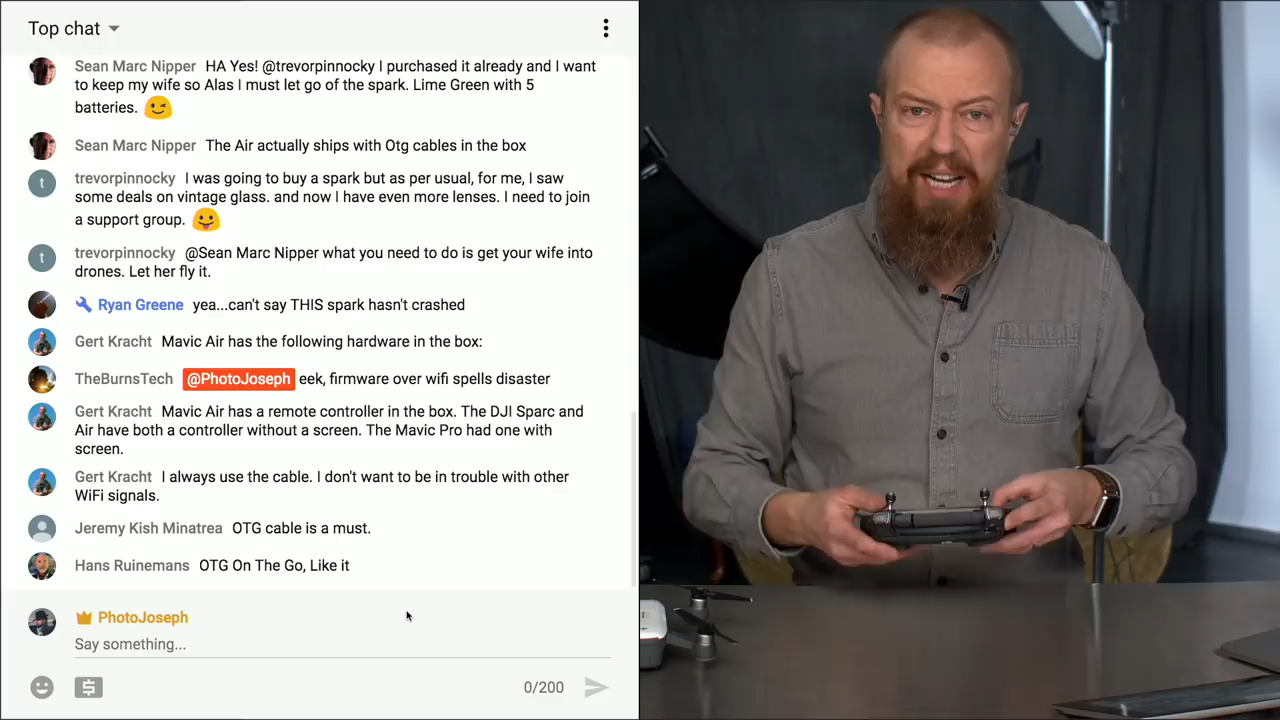 Top chat
Sean Marc Nipper HA Yes! @trevorpinnocky I purchased it already and I want
to keep my wife so Alas I must let go of the spark. Lime Green with 5
batteries. 😉
Sean Marc Nipper The Air actually ships with Otg cables in the box
t
trevorpinnocky I was going to buy a spark but as per usual, for me, I saw
some deals on vintage glass. and now I have even more lenses. I need to join
a support group. 😛
t
trevorpinnocky @Sean Marc Nipper what you need to do is get your wife into
drones. Let her fly it.
Ryan Greene yea...can't say THIS spark hasn't crashed
Gert Kracht Mavic Air has the following hardware in the box:
TheBurnsTech @PhotoJoseph eek, firmware over wifi spells disaster
Gert Kracht Mavic Air has a remote controller in the box. The DJI Sparc and
Air have both a controller without a screen. The Mavic Pro had one with
screen.
Gert Kracht I always use the cable. I don't want to be in trouble with other
WiFi signals.
Jeremy Kish Minatrea OTG cable is a must.
Hans Ruinemans OTG On The Go, Like it
PhotoJoseph
Say something...
$
0/200